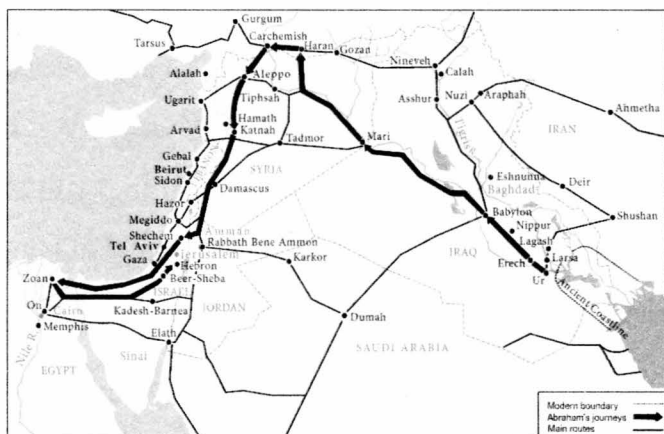 Gurgum
Tarsus
Carchemish
Haran
Gozan
Nineveh
Calah
Alalah
Aleppo
Tiphsah
Asshur
Nuzi
Araphah
Ahmetha
Ugarit
Hamath
Arvad
Katnah
Tadmor
Mari
Tigris
IRAN
Gebal
LEBANON
SYRIA
Beirut
Sidon
Damascus
Eshnunna
Baghdad
Deir
Hazor
Megiddo
Babylon
Shushan
Nippur
Shechem
Amman
Tel Aviv
Rabbath Bene Ammon
IRAQ
Lagash
Jerusalem
Gaza
Hebron
Karkor
Erech
Larsa
Zoan
Beer-Sheba
Ur
ISRAEL
Ancient Coastline
On
Cairo
Kadesh-Barnea
JORDAN
Memphis
Dumah
Elath
Nile R.
Sinai
SAUDI ARABIA
EGYPT
Modern boundary
Abraham's journeys
Main routes